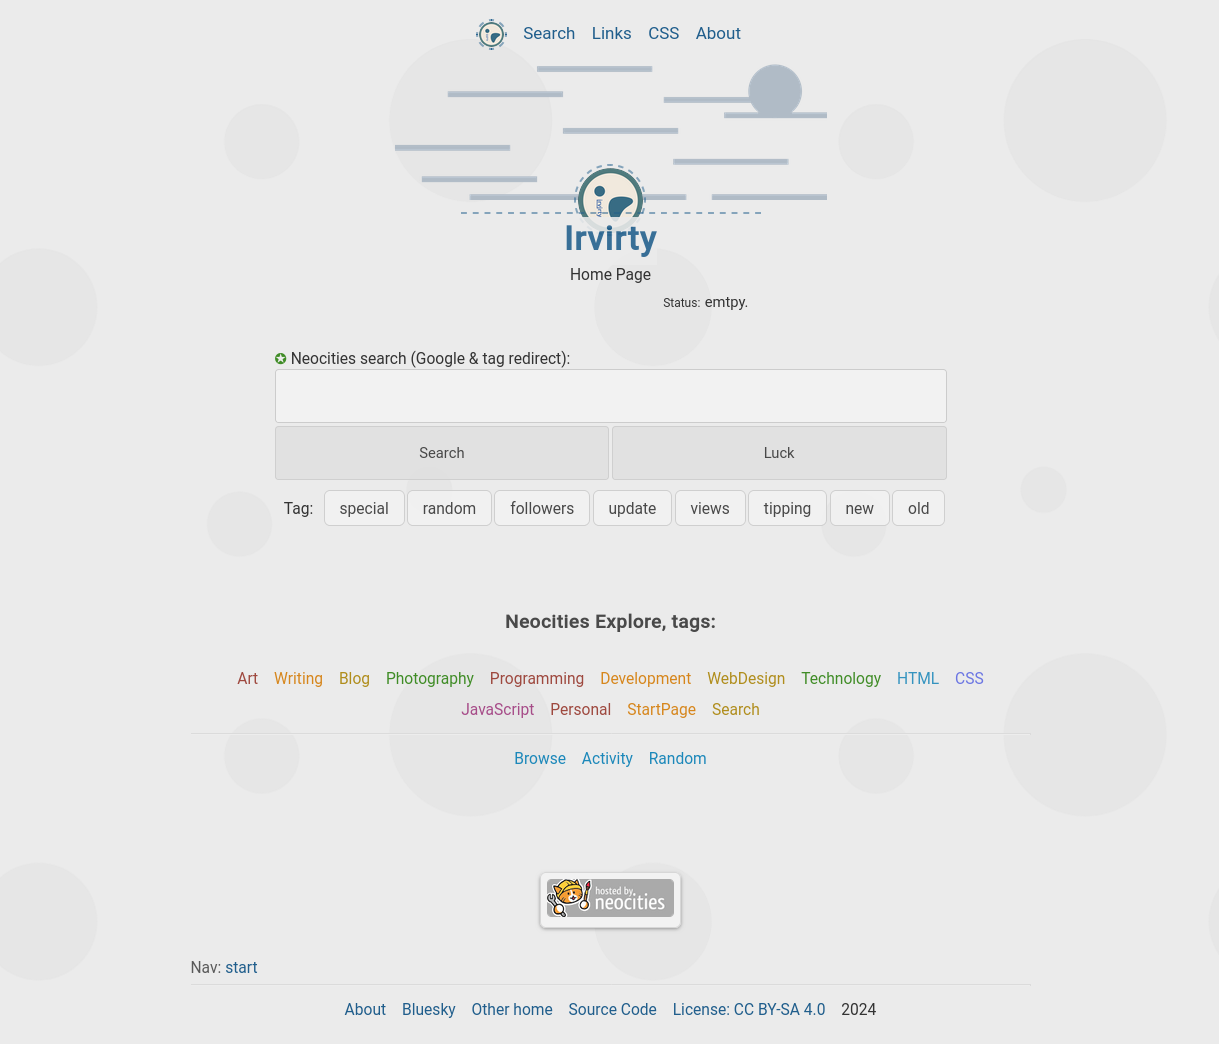 Search Links CSS About
Irvirty
Home Page
Status: emtpy.
✪ Neocities search (Google & tag redirect):
Search Luck
Tag: special random followers update views tipping new old
Neocities Explore, tags:
Art Writing Blog Photography Programming Development WebDesign Technology HTML CSS
JavaScript Personal StartPage Search
Browse Activity Random
hosted by
neocities
Nav: start
About Bluesky Other home Source Code License: CC BY-SA 4.0 2024